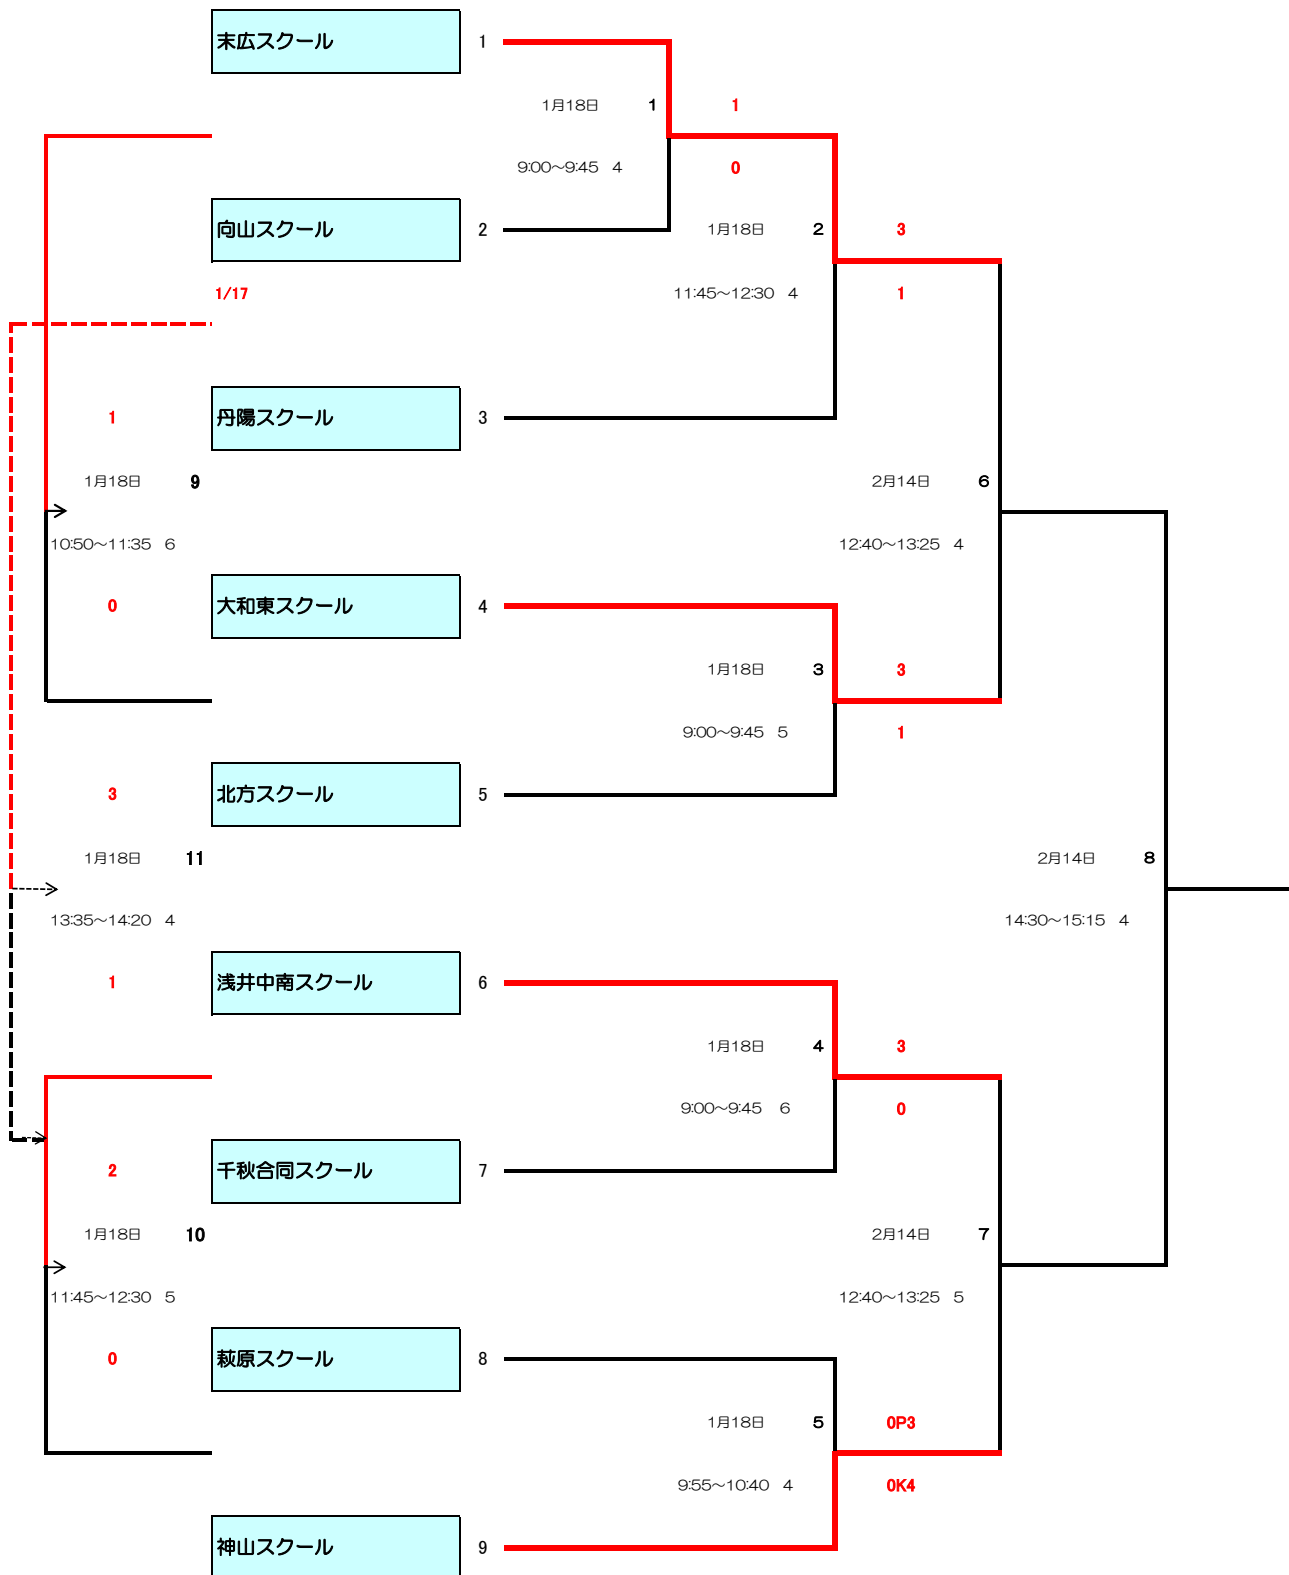 末広スクール 1
1月18日 1 1
9:00～9:45 4 0
向山スクール 2 1月18日 2 3
1/17 11:45～12:30 4 1
1 丹陽スクール 3
1月18日 9 2月14日 6
10:50～11:35 6 12:40～13:25 4
0 大和東スクール 4
1月18日 3 3
9:00～9:45 5 1
3 北方スクール 5
1月18日 11 2月14日 8
13:35～14:20 4 14:30～15:15 4
1 浅井中南スクール 6
1月18日 4 3
9:00～9:45 6 0
2 千秋合同スクール 7
1月18日 10 2月14日 7
11:45～12:30 5 12:40～13:25 5
0 萩原スクール 8
1月18日 5 0P3
9:55～10:40 4 0K4
神山スクール 9